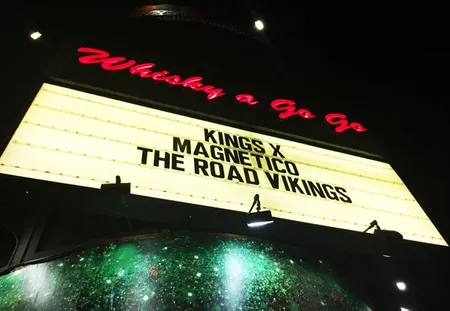 Whisky a Go Go
KINGS X
MAGNETICO
THE ROAD VIKINGS